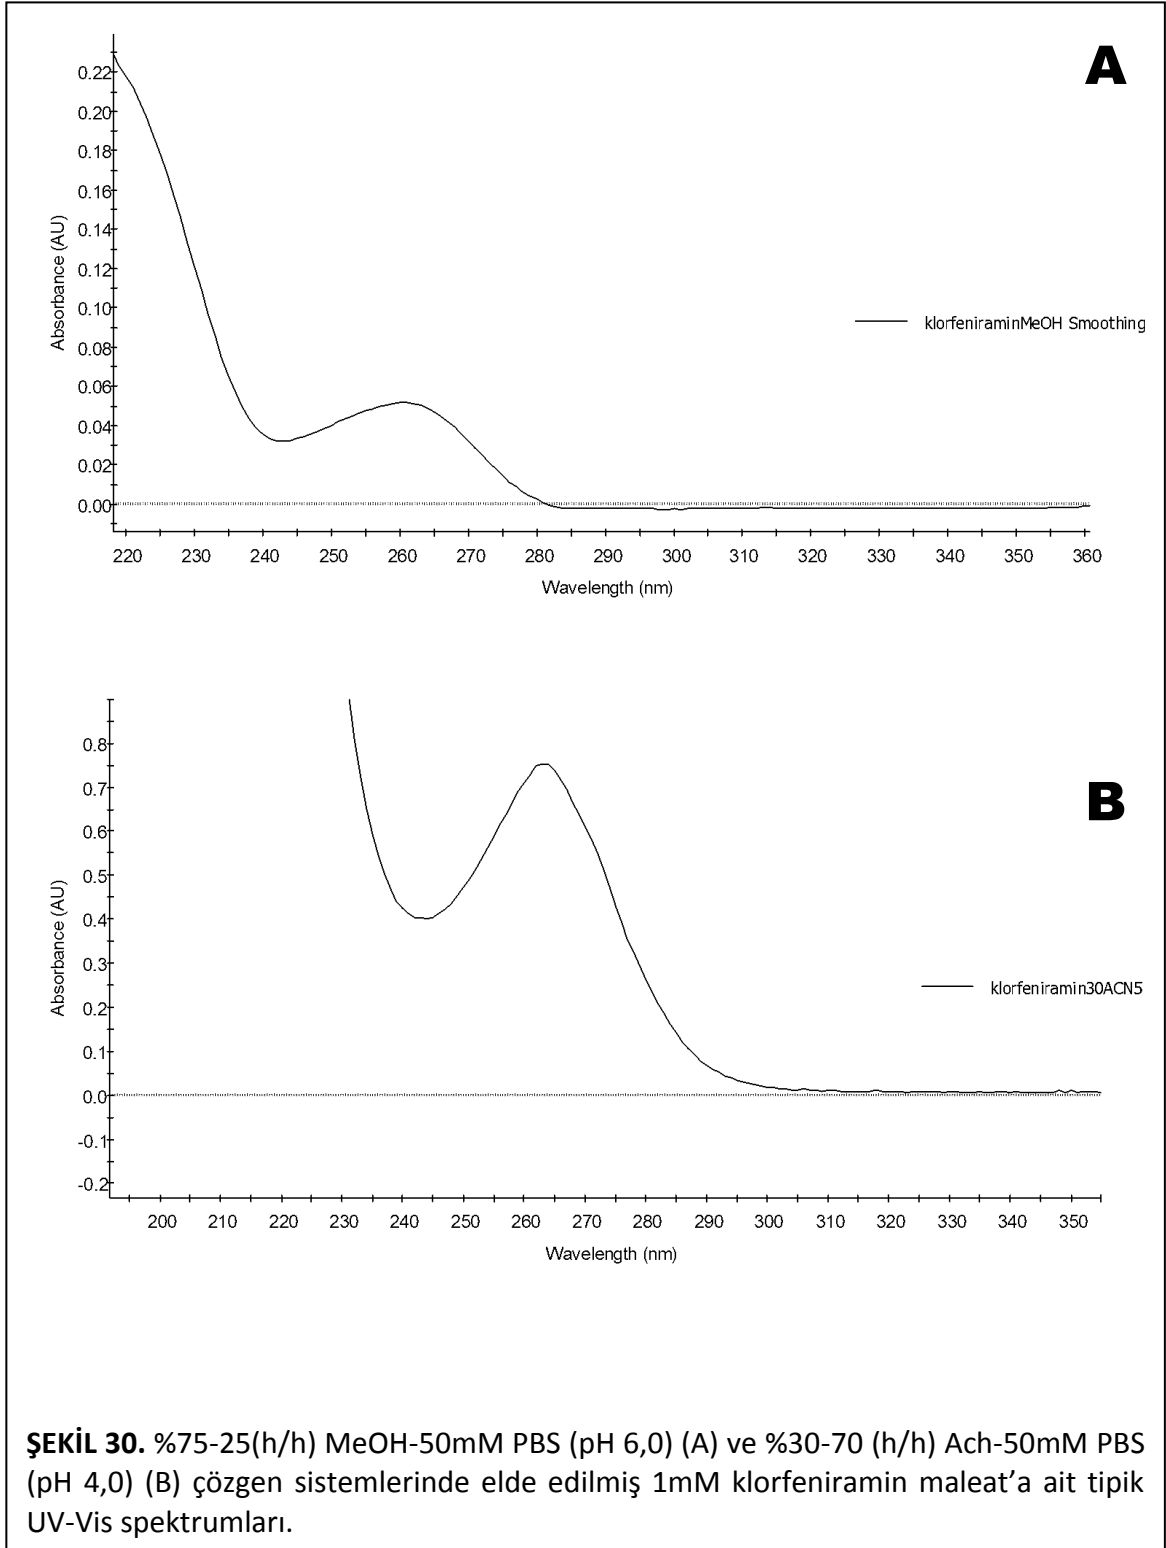 A
0.22
0.20
0.18
0.16
0.14
0.12
0.10
0.08
0.06
0.04
0.02
0.00
Absorbance (AU)
klorfeniraminMeOH Smoothing
220 230 240 250 260 270 280 290 300 310 320 330 340 350 360
Wavelength (nm)
B
0.8
0.7
0.6
0.5
0.4
0.3
0.2
0.1
0.0
-0.1
-0.2
Absorbance (AU)
klorfeniramin30ACN5
200 210 220 230 240 250 260 270 280 290 300 310 320 330 340 350
Wavelength (nm)
ŞEKİL 30. %75-25(h/h) MeOH-50mM PBS (pH 6,0) (A) ve %30-70 (h/h) Ach-50mM PBS
(pH 4,0) (B) çözgen sistemlerinde elde edilmiş 1mM klorfeniramin maleat’a ait tipik
UV-Vis spektrumları.